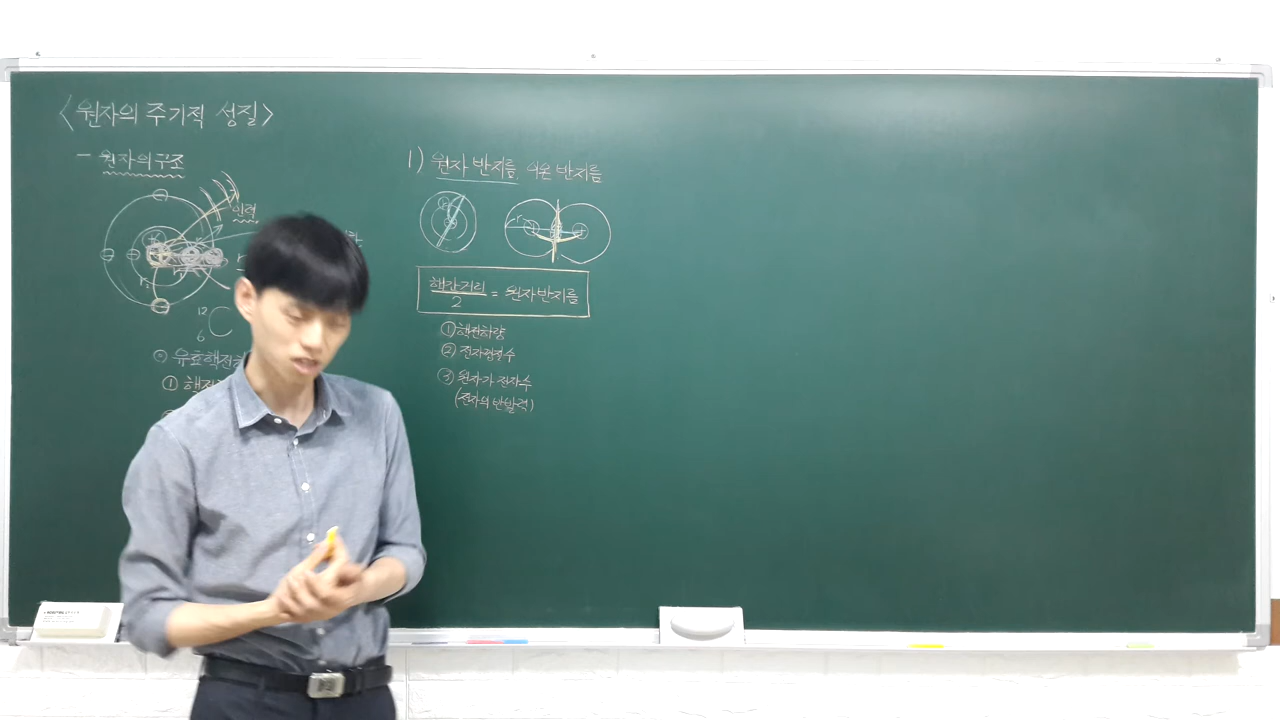 <원자의 주기적 성질>
- 원자의 구조
인력
12
C
6
유효핵전하
① 핵전
1) 원자 반지름, 이온 반지름
핵간거리
2
= 원자 반지름
① 핵전하량
② 전자껍질수
③ 원자가 전자수
(전자의 반발력)